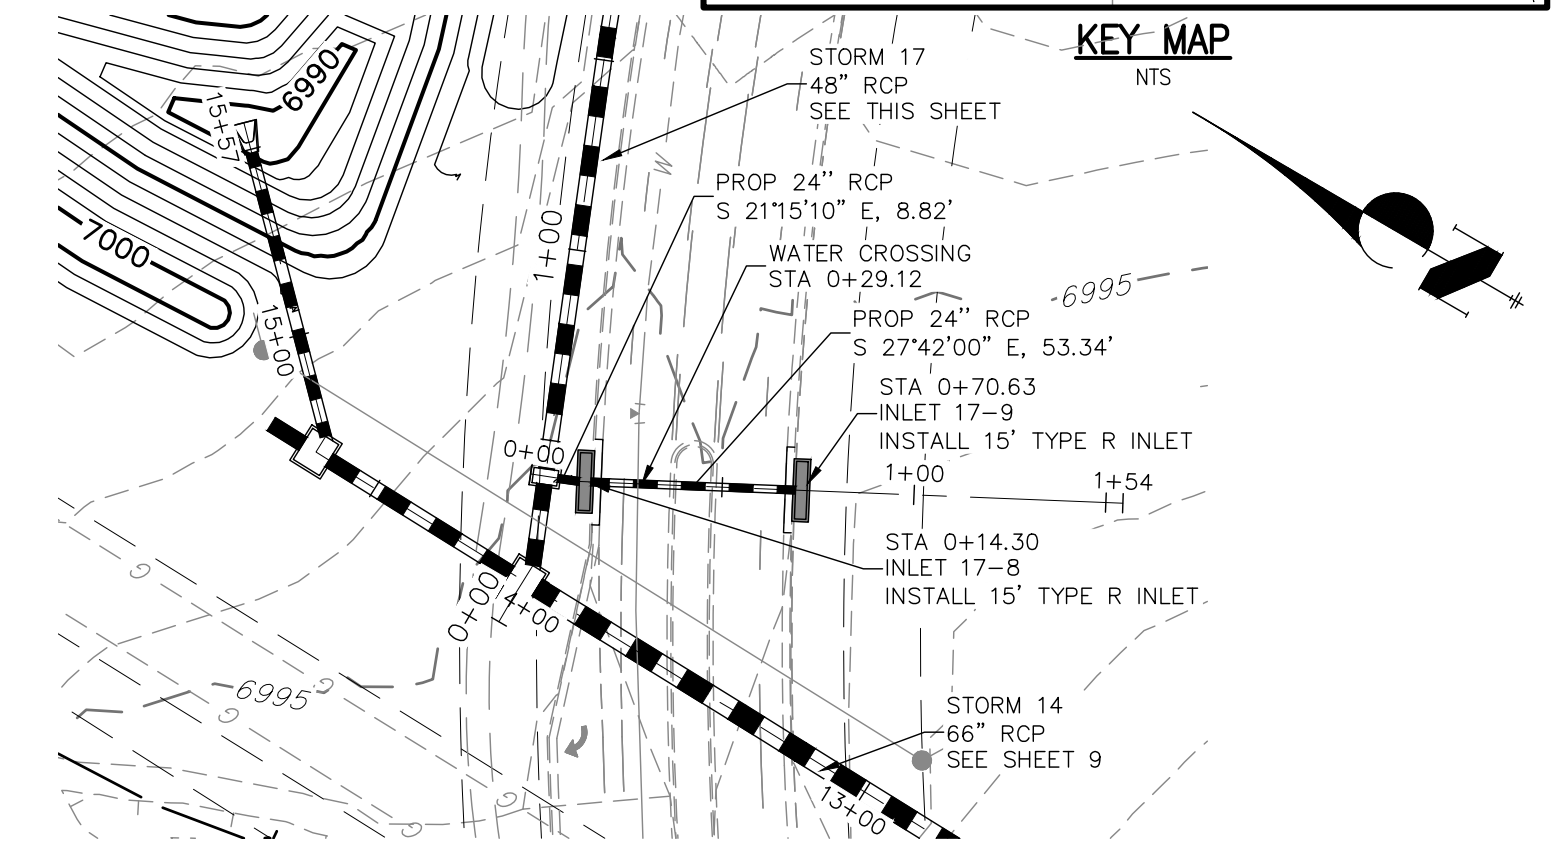 KEY MAP
NTS
STORM 17
48" RCP
SEE THIS SHEET
6990
15+57
PROP 24'' RCP
S 21°15'10" E, 8.82'
7000
1+00
WATER CROSSING
STA 0+29.12
6995
PROP 24'' RCP
S 27°42'00" E, 53.34'
15+00
STA 0+70.63
INLET 17-9
INSTALL 15' TYPE R INLET
0+00
1+00
1+54
STA 0+14.30
INLET 17-8
INSTALL 15' TYPE R INLET
G
0+00
14+00
6995
G
G
STORM 14
66" RCP
SEE SHEET 9
13+00
G
G
W